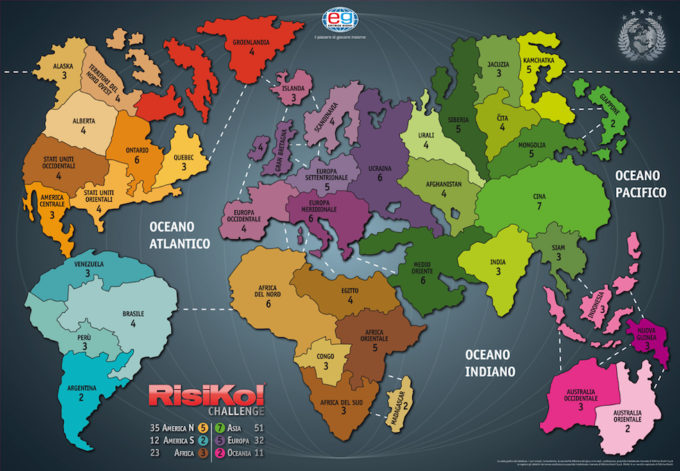 eg
il piacere di giocare insieme
ALASKA
3
TERRITORI DEL
NORD OVEST
4
GROENLANDIA
4
ALBERTA
4
ONTARIO
6
QUEBEC
3
STATI UNITI
OCCIDENTALI
4
STATI UNITI
ORIENTALI
4
AMERICA
CENTRALE
3
ISLANDA
3
SCANDINAVIA
4
GRAN BRETAGNA
4
EUROPA
SETTENTRIONALE
5
UCRAINA
6
EUROPA
OCCIDENTALE
4
EUROPA
MERIDIONALE
6
URALI
4
SIBERIA
5
JACUZIA
3
KAMCHATKA
5
ČITA
4
GIAPPONE
2
MONGOLIA
5
AFGHANISTAN
4
CINA
7
MEDIO
ORIENTE
6
INDIA
3
SIAM
3
OCEANO
ATLANTICO
OCEANO
PACIFICO
OCEANO
INDIANO
VENEZUELA
3
BRASILE
4
PERÙ
3
ARGENTINA
2
AFRICA
DEL NORD
6
EGITTO
4
AFRICA
ORIENTALE
5
CONGO
3
AFRICA DEL SUD
3
MADAGASCAR
2
INDONESIA
3
NUOVA
GUINEA
3
AUSTRALIA
OCCIDENTALE
3
AUSTRALIA
ORIENTALE
2
RisiKo!
CHALLENGE
35 AMERICA N 5 7 ASIA 51
12 AMERICA S 2 5 EUROPA 32
23 AFRICA 3 2 OCEANIA 11